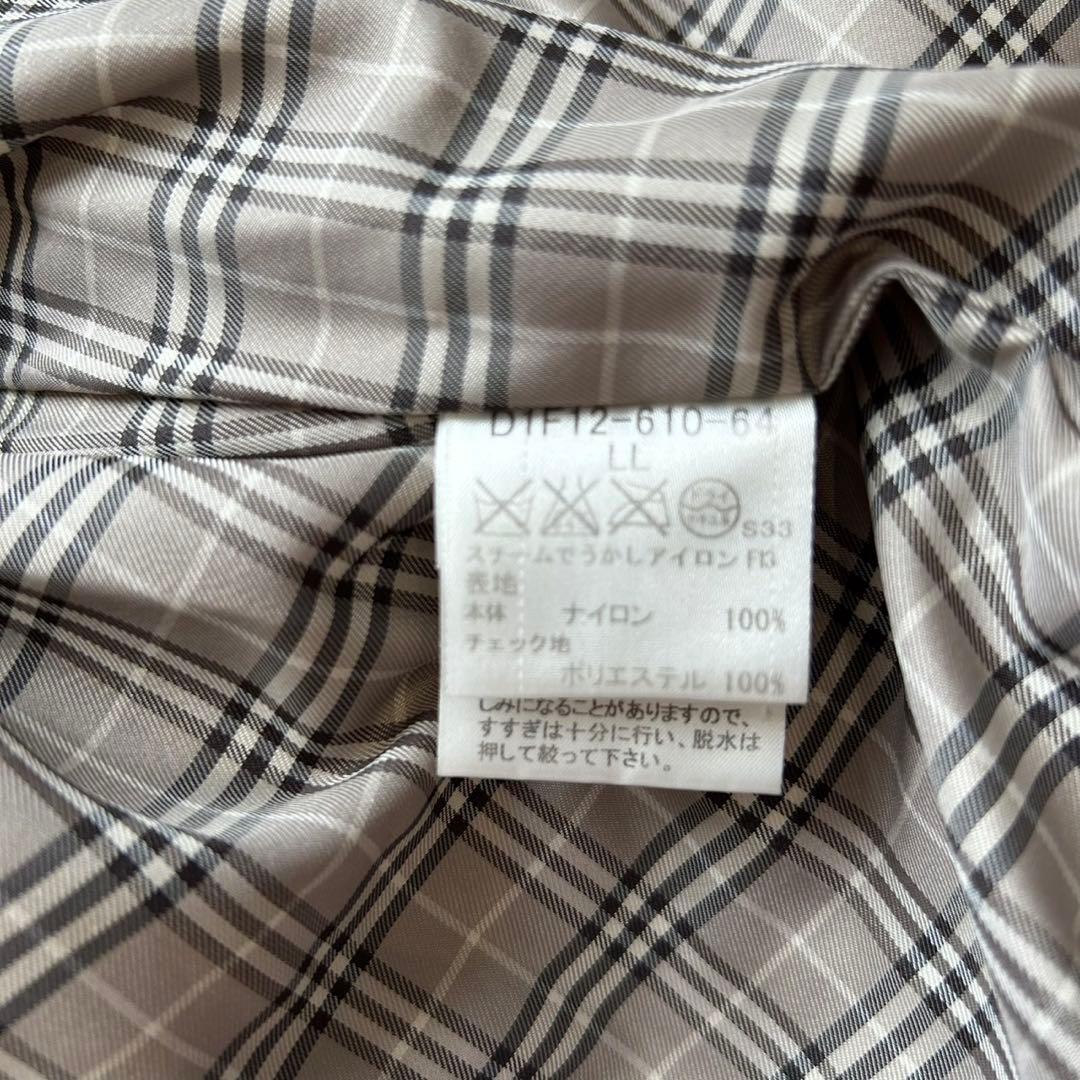 D1F12-610-64
LL
ドライ S33
スチームでうかしアイロン F13
表地
本体 ナイロン 100%
チェック地
ポリエステル 100%
しみになることがありますので、
すすぎは十分に行い、脱水は
押して絞って下さい。